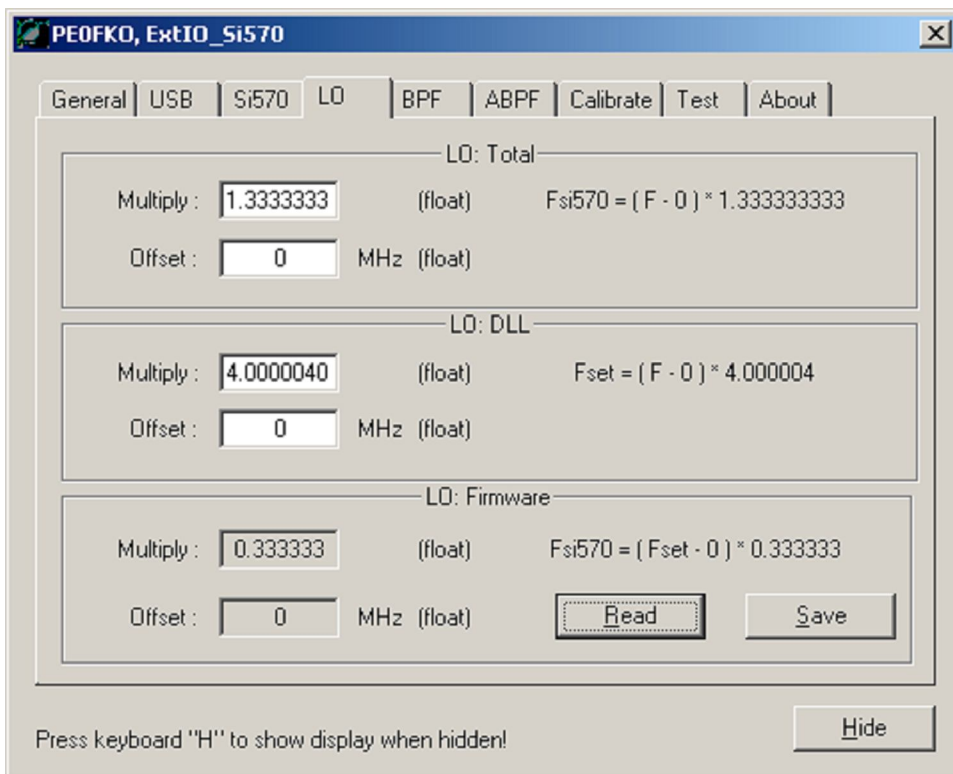 PE0FKO, ExtIO_Si570
General USB Si570 LO BPF ABPF Calibrate Test About
LO: Total
Multiply : 1.3333333 (float) Fsi570 = ( F - 0 ) * 1.333333333
Offset : 0 MHz (float)
LO: DLL
Multiply : 4.0000040 (float) Fset = ( F - 0 ) * 4.000004
Offset : 0 MHz (float)
LO: Firmware
Multiply : 0.333333 (float) Fsi570 = ( Fset - 0 ) * 0.333333
Offset : 0 MHz (float) Read Save
Press keyboard "H" to show display when hidden! Hide